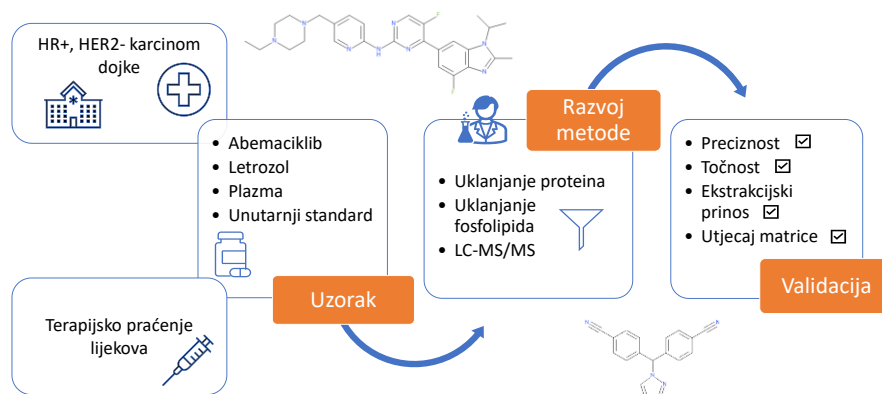 HR+, HER2- karcinom
dojke
Terapijsko praćenje
lijekova
• Abemaciklib
• Letrozol
• Plazma
• Unutarnji standard
Uzorak
Razvoj
metode
• Uklanjanje proteina
• Uklanjanje
fosfolipida
• LC-MS/MS
• Preciznost ☑
• Točnost ☑
• Ekstrakcijski
prinos ☑
• Utjecaj matrice ☑
Validacija